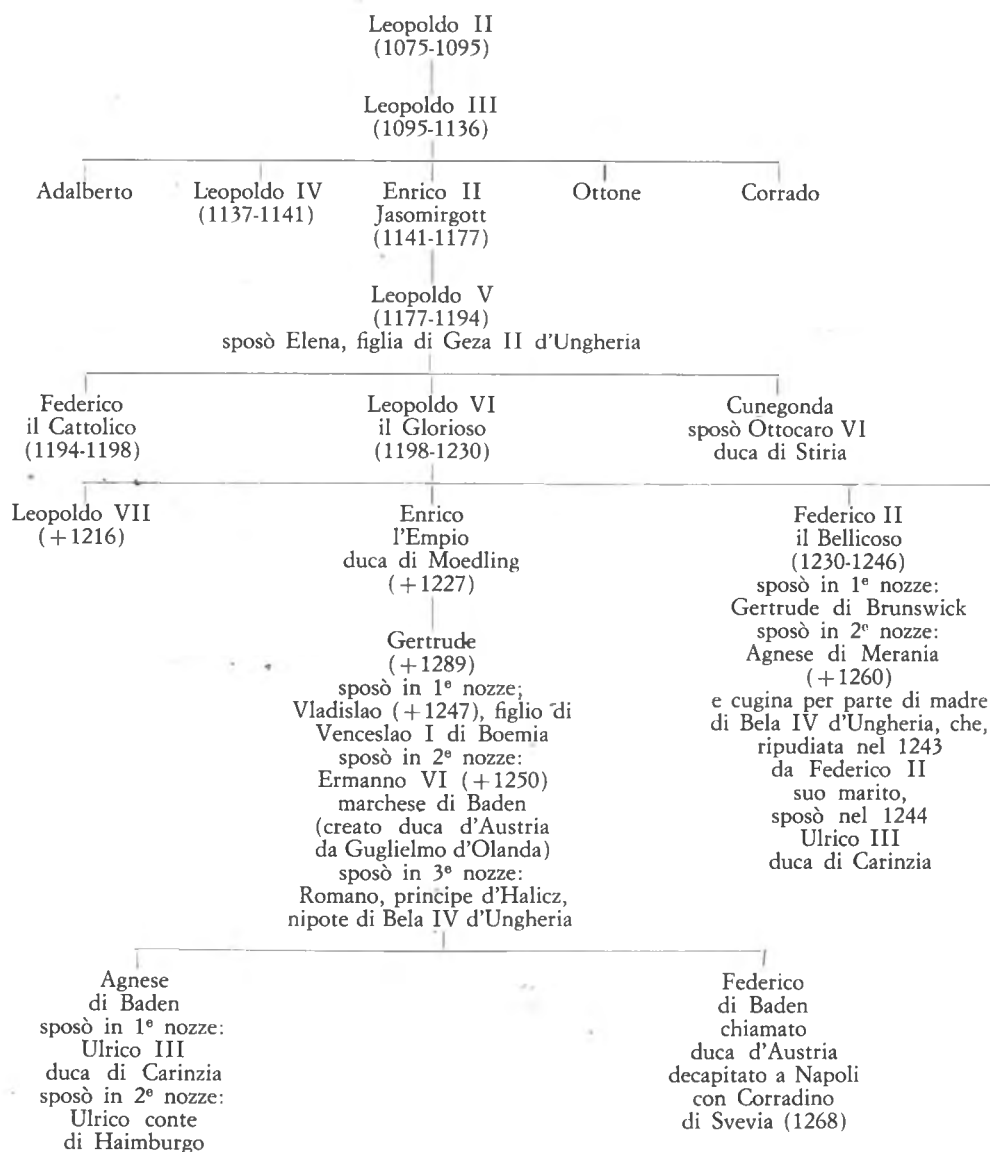 Leopoldo II
(1075-1095)
Leopoldo III
(1095-1136)
Adalberto
Leopoldo IV
(1137-1141)
Enrico II
Jasomirgott
(1141-1177)
Ottone
Corrado
Leopoldo V
(1177-1194)
sposò Elena, figlia di Geza II d'Ungheria
Federico
il Cattolico
(1194-1198)
Leopoldo VI
il Glorioso
(1198-1230)
Cunegonda
sposò Ottocaro VI
duca di Stiria
Leopoldo VII
(+1216)
Enrico
l'Empio
duca di Moedling
(+1227)
Federico II
il Bellicoso
(1230-1246)
sposò in 1ᵉ nozze:
Gertrude di Brunswick
sposò in 2ᵉ nozze:
Agnese di Merania
(+1260)
e cugina per parte di madre
di Bela IV d'Ungheria, che,
ripudiata nel 1243
da Federico II
suo marito,
sposò nel 1244
Ulrico III
duca di Carinzia
Gertrude
(+1289)
sposò in 1ᵉ nozze;
Vladislao (+1247), figlio di
Venceslao I di Boemia
sposò in 2ᵉ nozze:
Ermanno VI (+1250)
marchese di Baden
(creato duca d'Austria
da Guglielmo d'Olanda)
sposò in 3ᵉ nozze:
Romano, principe d'Halicz,
nipote di Bela IV d'Ungheria
Agnese
di Baden
sposò in 1ᵉ nozze:
Ulrico III
duca di Carinzia
sposò in 2ᵉ nozze:
Ulrico conte
di Haimburgo
Federico
di Baden
chiamato
duca d'Austria
decapitato a Napoli
con Corradino
di Svevia (1268)